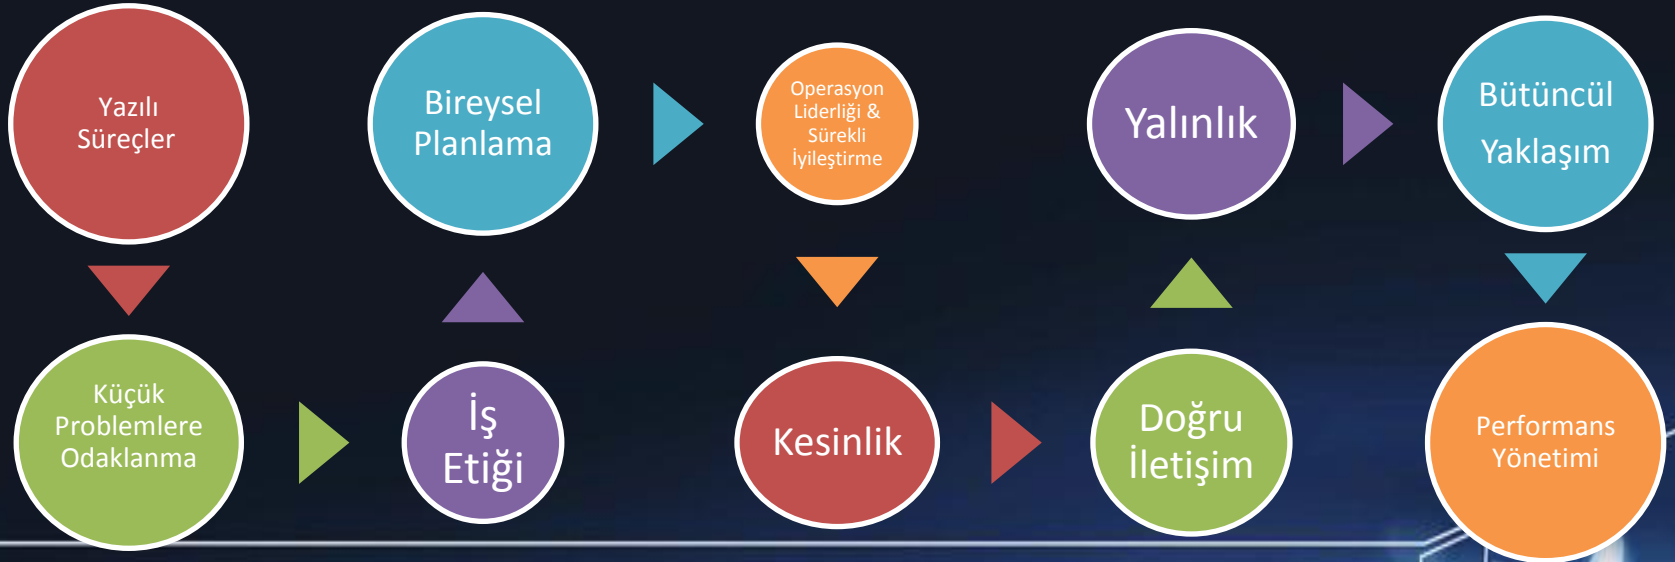 Yazılı
Süreçler
Küçük
Problemlere
Odaklanma
İş
Etiği
Bireysel
Planlama
Operasyon
Liderliği &
Sürekli
İyileştirme
Kesinlik
Doğru
İletişim
Yalınlık
Bütüncül
Yaklaşım
Performans
Yönetimi